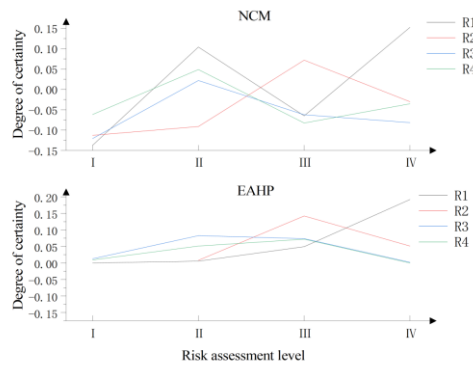 NCM
Degree of certainty
0.15
0.10
0.05
0.00
-0.05
-0.10
-0.15
I
II
III
IV
R1
R2
R3
R4
EAHP
Degree of certainty
0.20
0.15
0.10
0.05
0.00
-0.05
-0.10
-0.15
I
II
III
IV
R1
R2
R3
R4
Risk assessment level